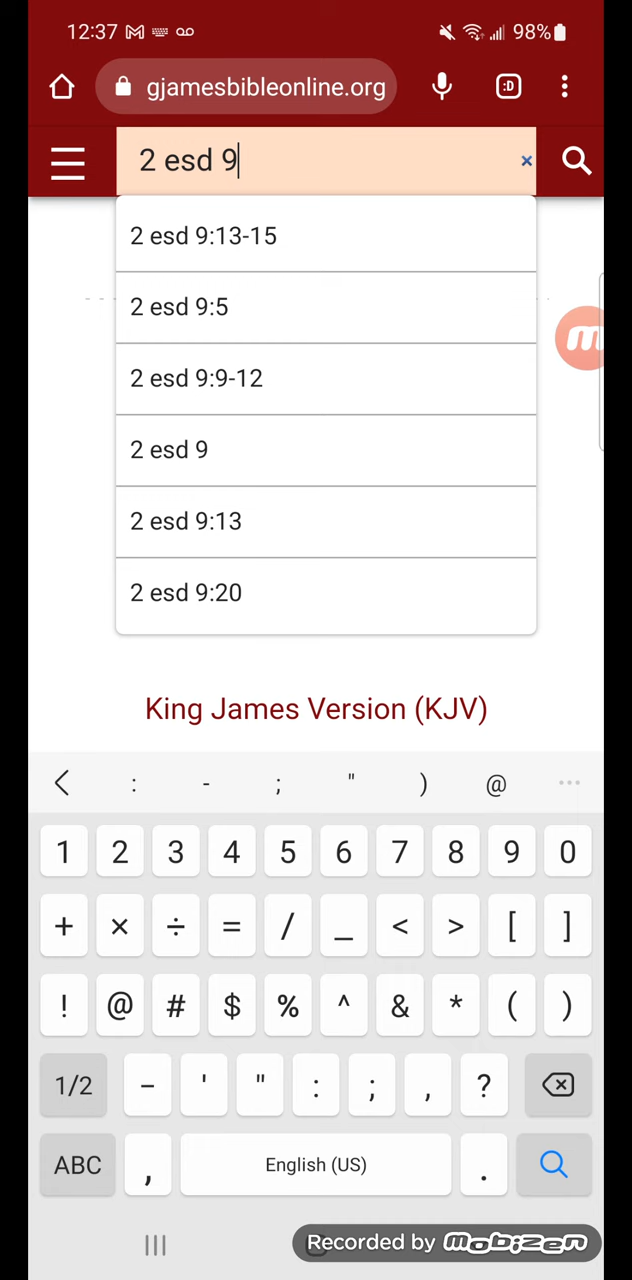 12:37 98%
gjamesbibleonline.org :D
2 esd 9 ×
2 esd 9:13-15
2 esd 9:5
2 esd 9:9-12
2 esd 9
2 esd 9:13
2 esd 9:20
King James Version (KJV)
: - ; " ) @ ...
1 2 3 4 5 6 7 8 9 0
+ × ÷ = / _ < > [ ]
! @ # $ % ^ & * ( )
1/2 - ' " : ; , ?
ABC , English (US) .
Recorded by mobizen